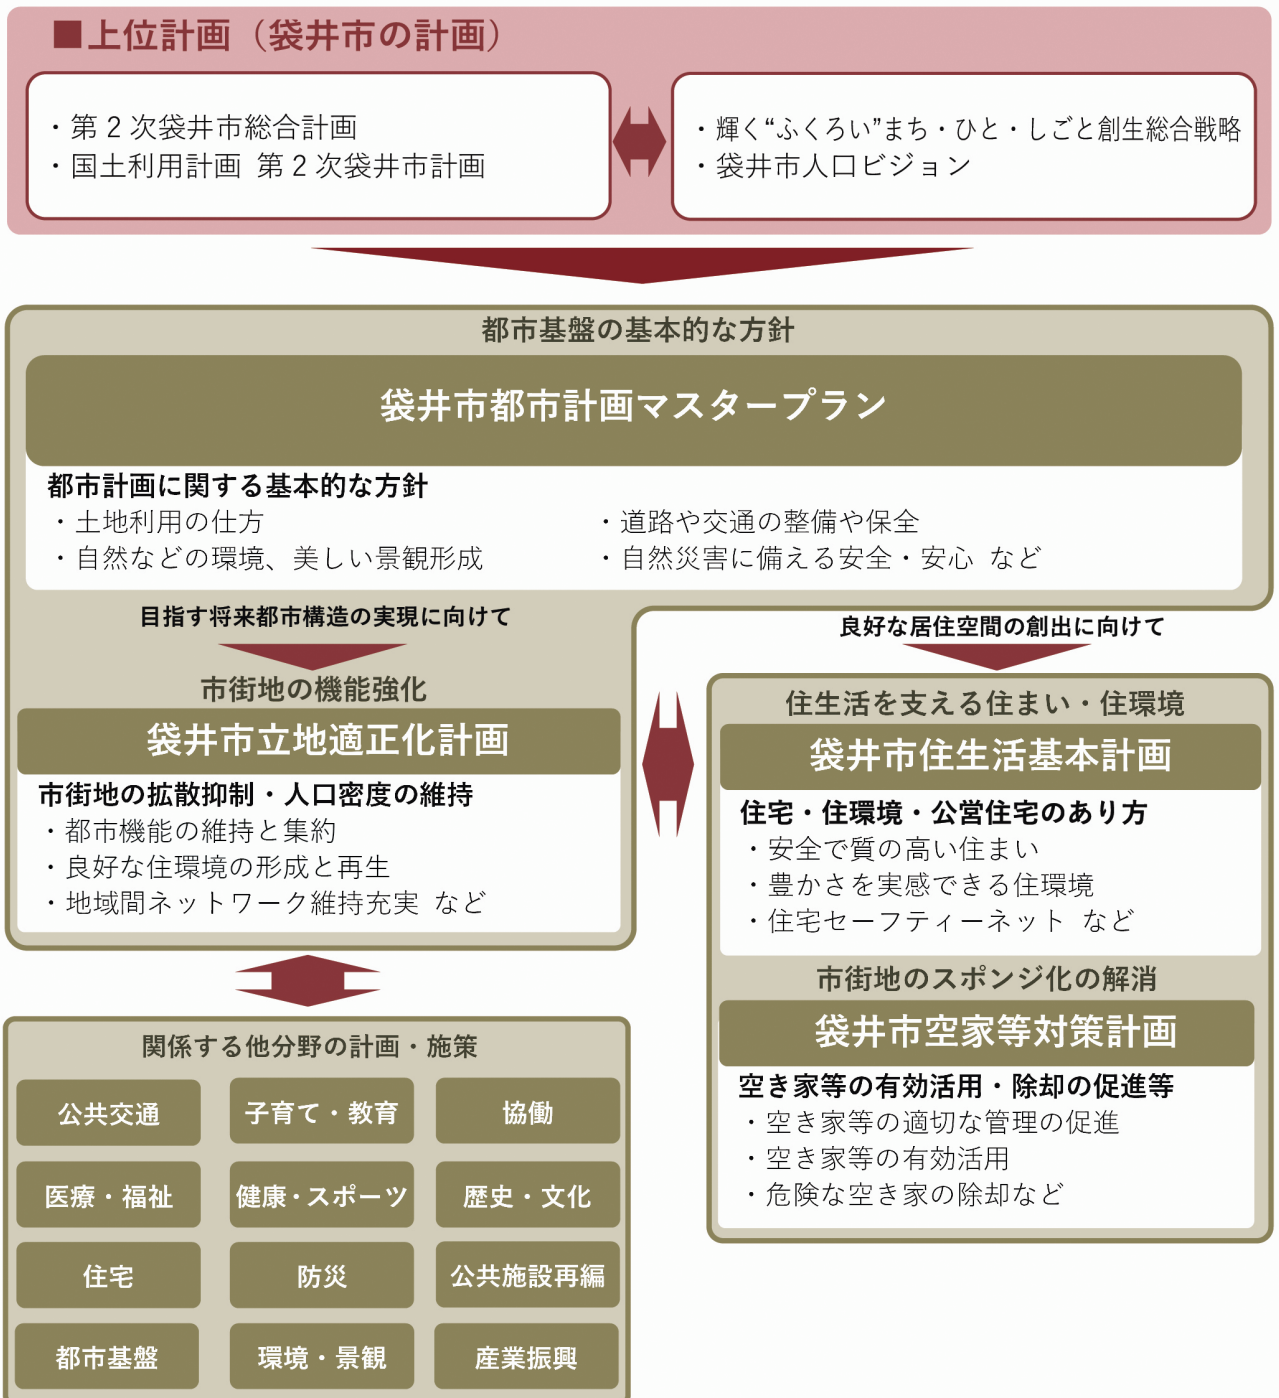 ■上位計画（袋井市の計画）
・第２次袋井市総合計画
・国土利用計画 第２次袋井市計画
・輝く“ふくろい”まち・ひと・しごと創生総合戦略
・袋井市人口ビジョン
都市基盤の基本的な方針
袋井市都市計画マスタープラン
都市計画に関する基本的な方針
・土地利用の仕方
・自然などの環境、美しい景観形成
・道路や交通の整備や保全
・自然災害に備える安全・安心 など
目指す将来都市構造の実現に向けて
市街地の機能強化
袋井市立地適正化計画
市街地の拡散抑制・人口密度の維持
・都市機能の維持と集約
・良好な住環境の形成と再生
・地域間ネットワーク維持充実 など
良好な居住空間の創出に向けて
住生活を支える住まい・住環境
袋井市住生活基本計画
住宅・住環境・公営住宅のあり方
・安全で質の高い住まい
・豊かさを実感できる住環境
・住宅セーフティーネット など
市街地のスポンジ化の解消
袋井市空家等対策計画
空き家等の有効活用・除却の促進等
・空き家等の適切な管理の促進
・空き家等の有効活用
・危険な空き家の除却など
関係する他分野の計画・施策
公共交通
子育て・教育
協働
医療・福祉
健康・スポーツ
歴史・文化
住宅
防災
公共施設再編
都市基盤
環境・景観
産業振興